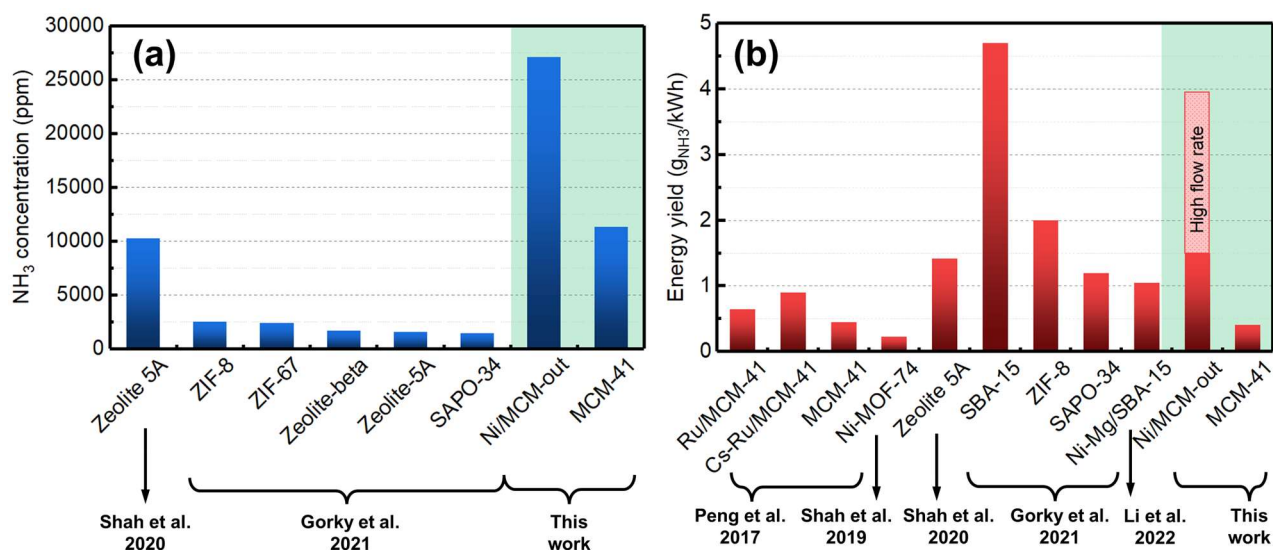 (a)
NH3 concentration (ppm)
30000
25000
20000
15000
10000
5000
0
Zeolite 5A
ZIF-8
ZIF-67
Zeolite-beta
Zeolite-5A
SAPO-34
Ni/MCM-out
MCM-41
Shah et al.
2020
Gorky et al.
2021
This
work
(b)
Energy yield (gNH3/kWh)
5
4
3
2
1
0
High flow rate
Ru/MCM-41
Cs-Ru/MCM-41
MCM-41
Ni-MOF-74
Zeolite 5A
SBA-15
ZIF-8
SAPO-34
Ni-Mg/SBA-15
Ni/MCM-out
MCM-41
Peng et al.
2017
Shah et al.
2019
Shah et al.
2020
Gorky et al.
2021
Li et al.
2022
This
work